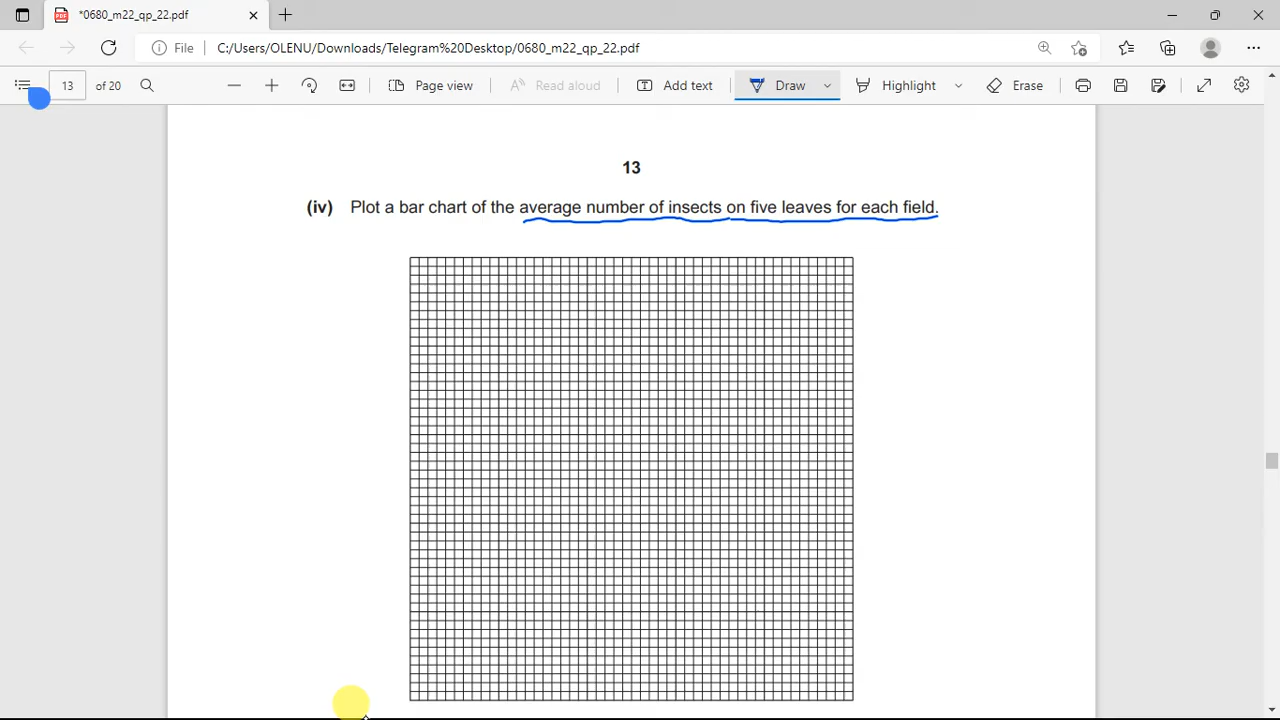 *0680_m22_qp_22.pdf
File C:/Users/OLENU/Downloads/Telegram%20Desktop/0680_m22_qp_22.pdf
13 of 20 Page view Read aloud Add text Draw Highlight Erase
13
(iv) Plot a bar chart of the average number of insects on five leaves for each field.